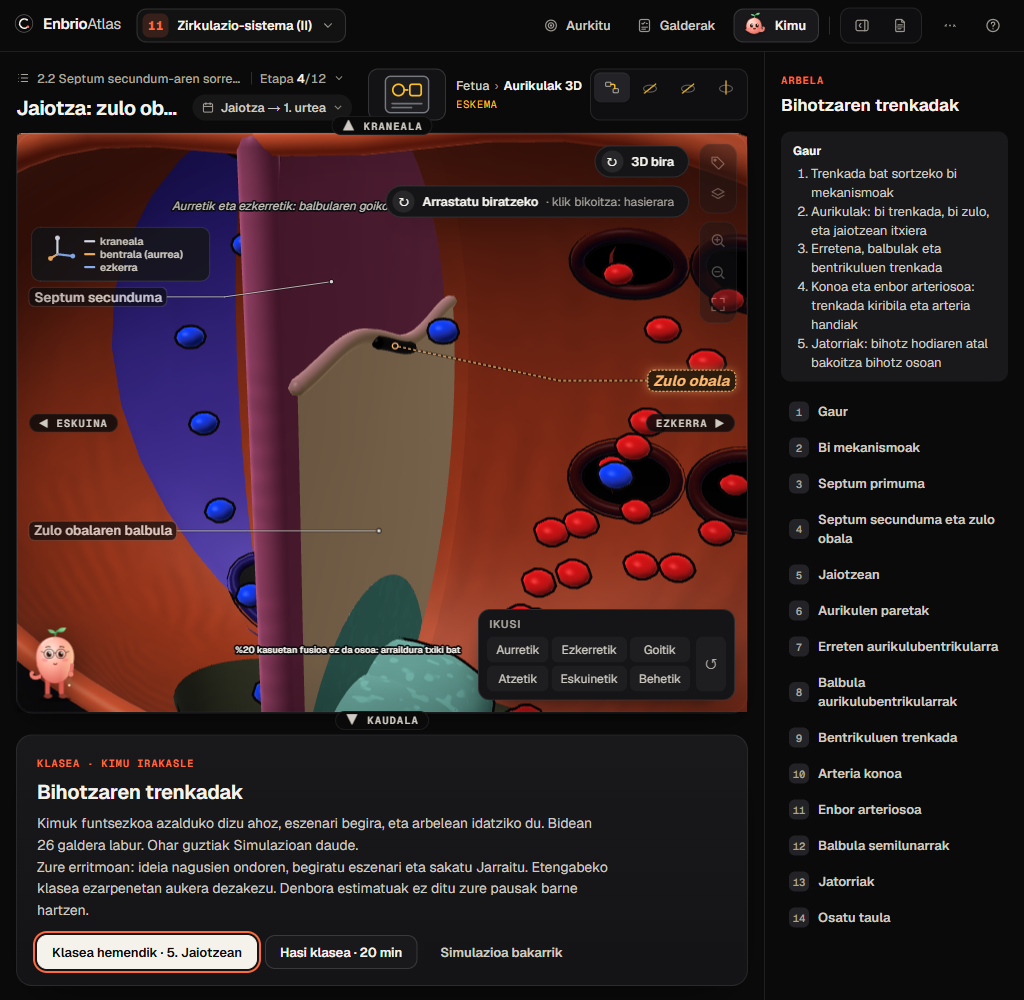 EnbrioAtlas
11 Zirkulazio-sistema (II)
Aurkitu
Galderak
Kimu
2.2 Septum secundum-aren sorre...
Etapa 4/12
Jaiotza: zulo ob...
Jaiotza → 1. urtea
Fetua › Aurikulak 3D
ESKEMA
▲ KRANEALA
3D bira
Aurretik eta ezkerretik: balbularen goiko
Arrastatu biratzeko · klik bikoitza: hasierara
kraneala
bentrala (aurrea)
ezkerra
Septum secunduma
Zulo obala
◀ ESKUINA
EZKERRA ▶
Zulo obalaren balbula
%20 kasuetan fusioa ez da osoa: arraildura txiki bat
IKUSI
Aurretik
Ezkerretik
Goitik
Atzetik
Eskuinetik
Behetik
▼ KAUDALA
KLASEA · KIMU IRAKASLE
Bihotzaren trenkadak
Kimuk funtsezkoa azalduko dizu ahoz, eszenari begira, eta arbelean idatziko du. Bidean
26 galdera labur. Ohar guztiak Simulazioan daude.
Zure erritmoan: ideia nagusien ondoren, begiratu eszenari eta sakatu Jarraitu. Etengabeko
klasea ezarpenetan aukera dezakezu. Denbora estimatuak ez ditu zure pausak barne
hartzen.
Klasea hemendik · 5. Jaiotzean
Hasi klasea · 20 min
Simulazioa bakarrik
ARBELA
Bihotzaren trenkadak
Gaur
1. Trenkada bat sortzeko bi
mekanismoak
2. Aurikulak: bi trenkada, bi zulo,
eta jaiotzean itxiera
3. Erretena, balbulak eta
bentrikuluen trenkada
4. Konoa eta enbor arteriosoa:
trenkada kiribila eta arteria
handiak
5. Jatorriak: bihotz hodiaren atal
bakoitza bihotz osoan
1 Gaur
2 Bi mekanismoak
3 Septum primuma
4 Septum secunduma eta zulo
obala
5 Jaiotzean
6 Aurikulen paretak
7 Erreten aurikulubentrikularra
8 Balbula
aurikulubentrikularrak
9 Bentrikuluen trenkada
10 Arteria konoa
11 Enbor arteriosoa
12 Balbula semilunarrak
13 Jatorriak
14 Osatu taula